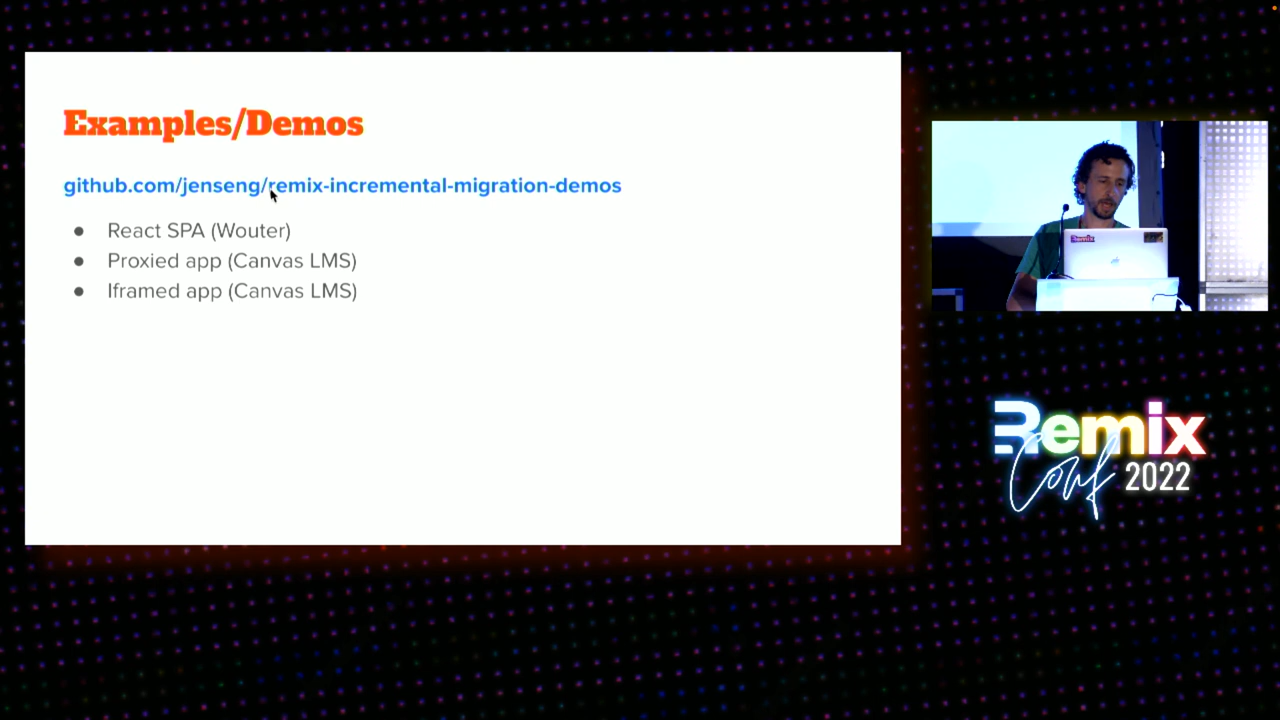 Examples/Demos
github.com/jenseng/remix-incremental-migration-demos
● React SPA (Wouter)
● Proxied app (Canvas LMS)
● Iframed app (Canvas LMS)
Remix
Remix
Conf 2022